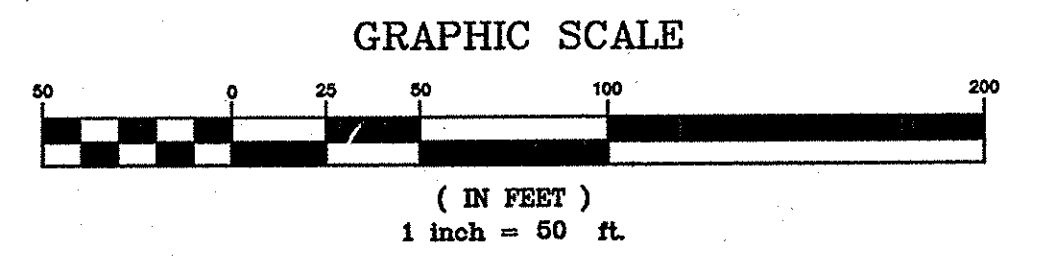 GRAPHIC SCALE
50 0 25 50 100 200
( IN FEET )
1 inch = 50 ft.